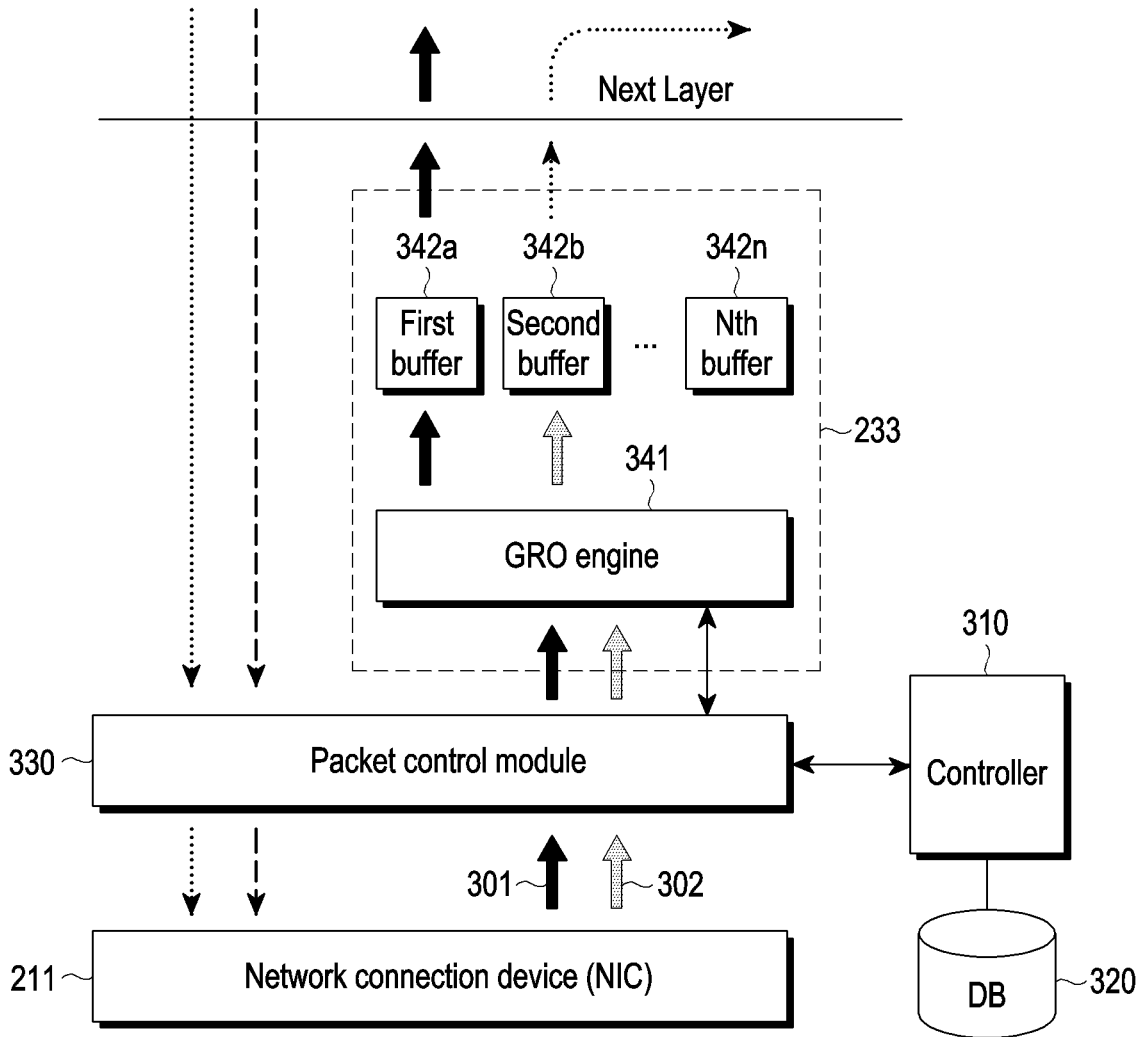 Next Layer
342a
342b
342n
First
buffer
Second
buffer
...
Nth
buffer
233
341
GRO engine
310
330
Packet control module
Controller
301
302
211
Network connection device (NIC)
DB
320